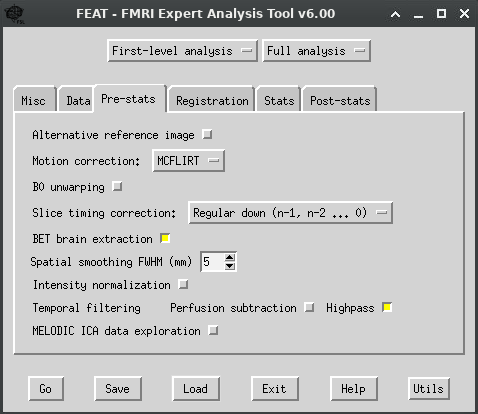 FEAT - FMRI Expert Analysis Tool v6.00
First-level analysis Full analysis
Misc Data Pre-stats Registration Stats Post-stats
Alternative reference image
Motion correction: MCFLIRT
B0 unwarping
Slice timing correction: Regular down (n-1, n-2 ... 0)
BET brain extraction
Spatial smoothing FWHM (mm) 5
Intensity normalization
Temporal filtering Perfusion subtraction Highpass
MELODIC ICA data exploration
Go Save Load Exit Help Utils